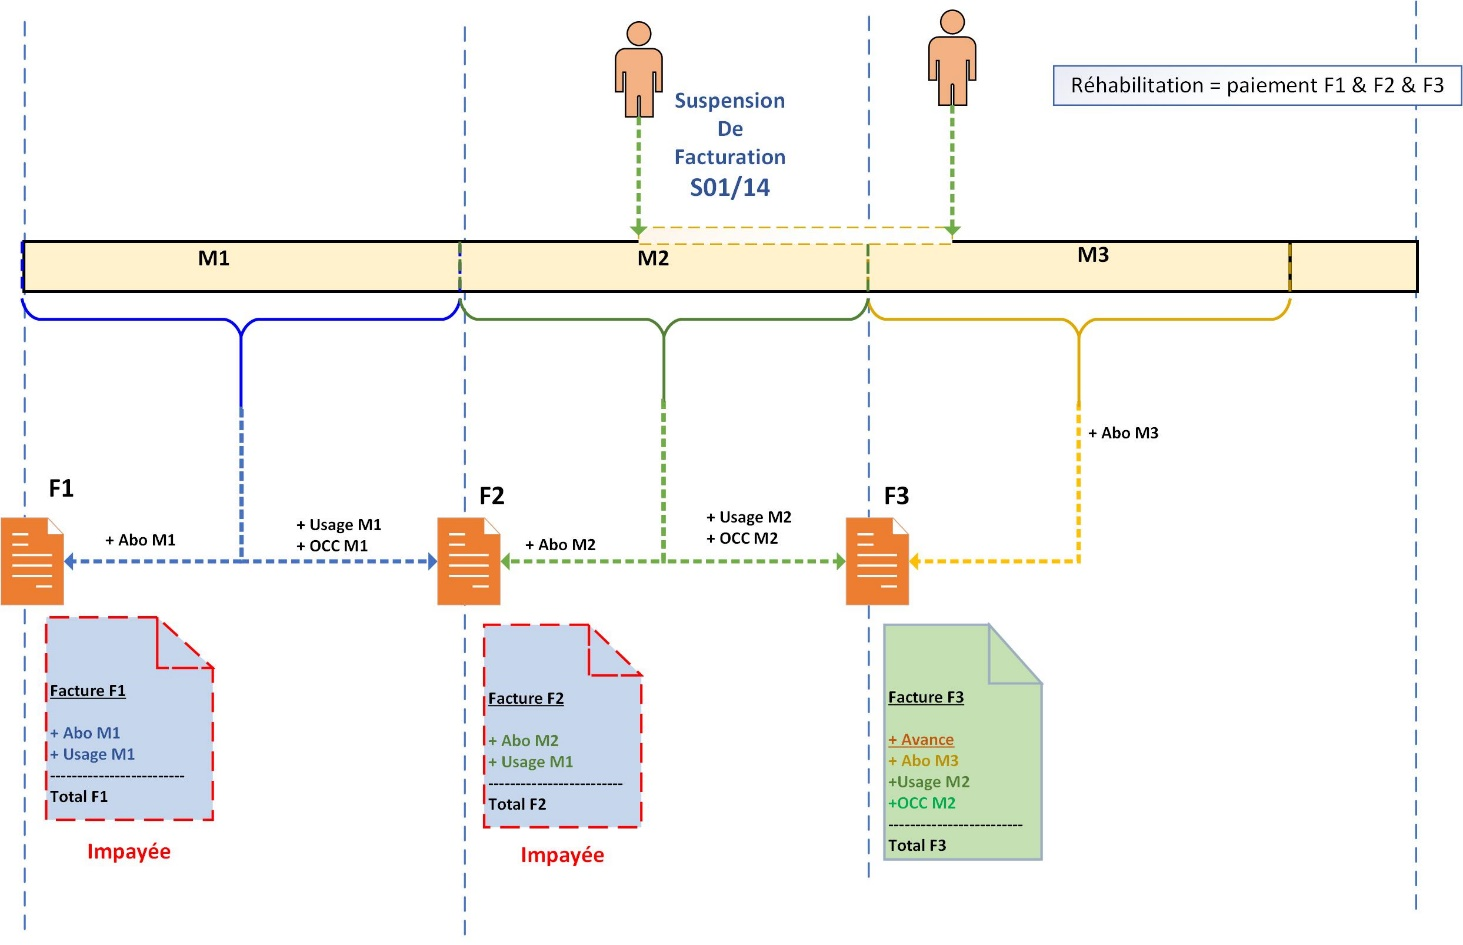 Suspension
De
Facturation
S01/14
Réhabilitation = paiement F1 & F2 & F3
M1
M2
M3
+ Abo M3
F1
F2
F3
+ Abo M1
+ Usage M1
+ OCC M1
+ Abo M2
+ Usage M2
+ OCC M2
Facture F1
+ Abo M1
+ Usage M1
-------------------------
Total F1
Impayée
Facture F2
+ Abo M2
+ Usage M1
-------------------------
Total F2
Impayée
Facture F3
+ Avance
+ Abo M3
+Usage M2
+OCC M2
-------------------------
Total F3